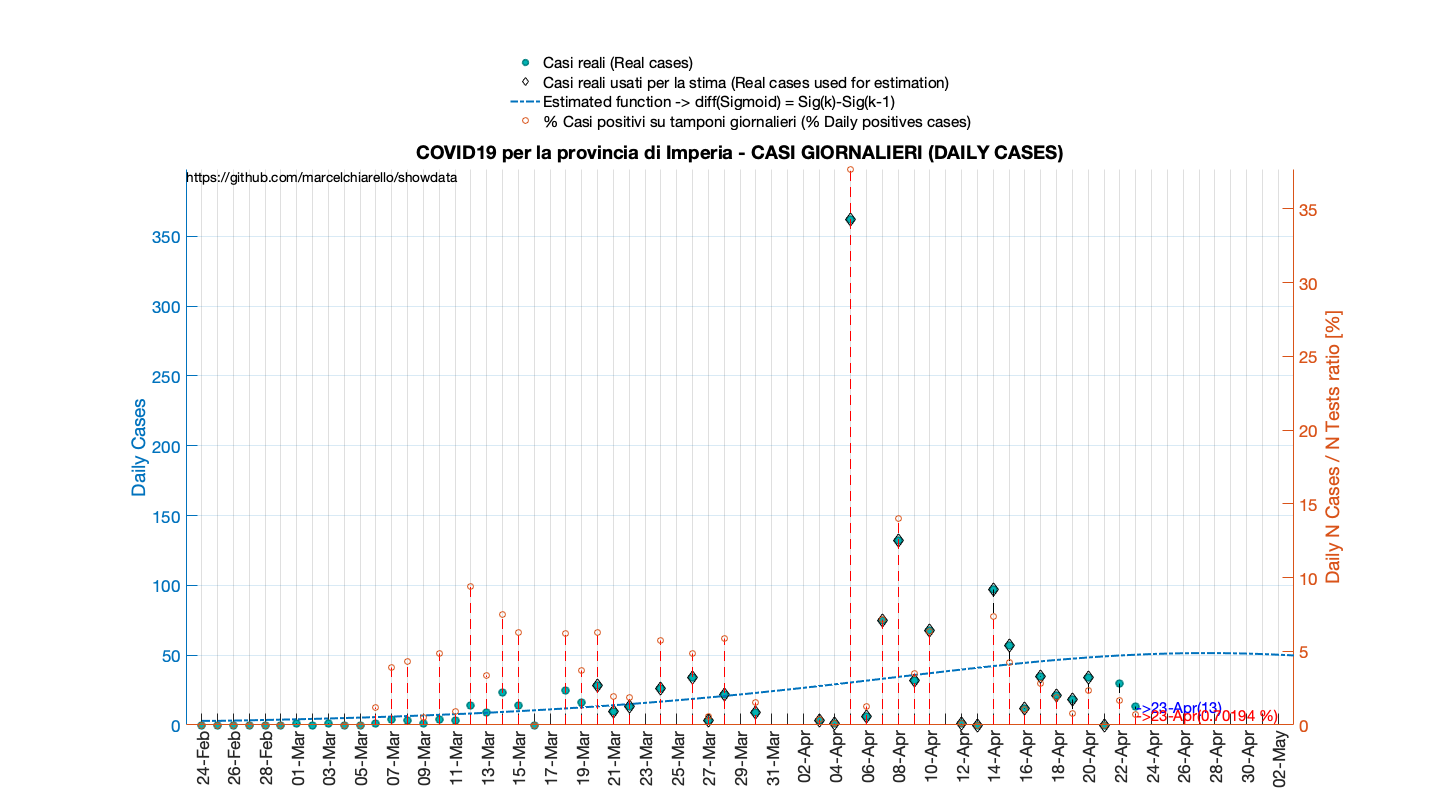 Casi reali (Real cases)
Casi reali usati per la stima (Real cases used for estimation)
Estimated function -> diff(Sigmoid) = Sig(k)-Sig(k-1)
% Casi positivi su tamponi giornalieri (% Daily positives cases)
COVID19 per la provincia di Imperia - CASI GIORNALIERI (DAILY CASES)
https://github.com/marcelchiarello/showdata
Daily Cases
350
300
250
200
150
100
50
0
Daily N Cases / N Tests ratio [%]
35
30
25
20
15
10
5
0
->23-Apr(13)
->23-Apr(0.70194 %)
24-Feb
26-Feb
28-Feb
01-Mar
03-Mar
05-Mar
07-Mar
09-Mar
11-Mar
13-Mar
15-Mar
17-Mar
19-Mar
21-Mar
23-Mar
25-Mar
27-Mar
29-Mar
31-Mar
02-Apr
04-Apr
06-Apr
08-Apr
10-Apr
12-Apr
14-Apr
16-Apr
18-Apr
20-Apr
22-Apr
24-Apr
26-Apr
28-Apr
30-Apr
02-May